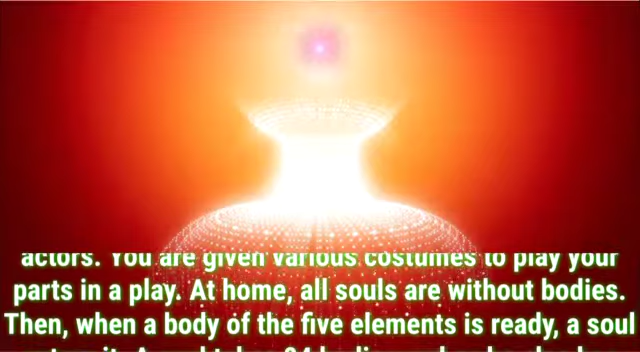 actors. You are given various costumes to play your
parts in a play. At home, all souls are without bodies.
Then, when a body of the five elements is ready, a soul